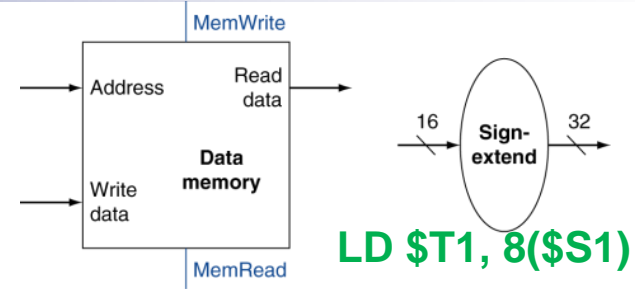 MemWrite
Address
Read
data
Data
memory
Write
data
MemRead
16
Sign-
extend
32
LD $T1, 8($S1)